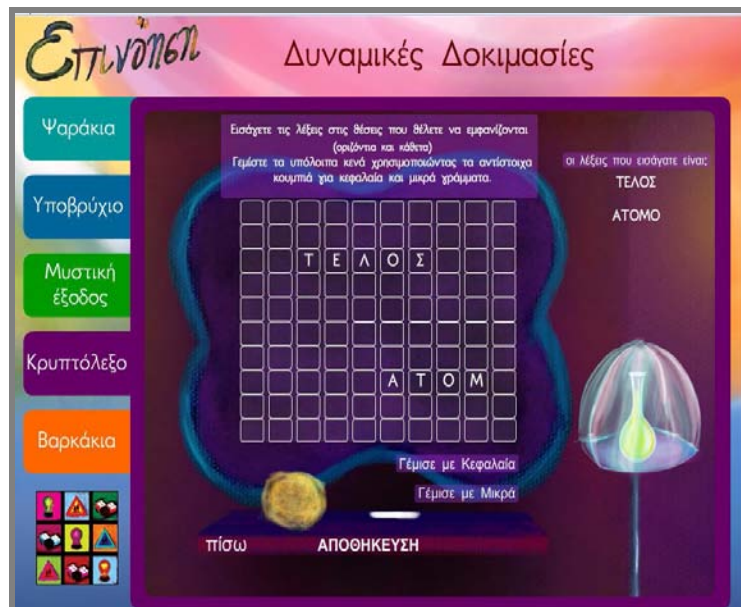 Επινόηση
Δυναμικές Δοκιμασίες
Ψαράκια
Υποβρύχιο
Μυστική
έξοδος
Κρυπτόλεξο
Βαρκάκια
Εισάγετε τις λέξεις στις θέσεις που θέλετε να εμφανίζονται
(οριζόντια και κάθετα)
Γεμίστε τα υπόλοιπα κενά χρησιμοποιώντας τα αντίστοιχα
κουμπιά για κεφαλαία και μικρά γράμματα.
οι λέξεις που εισάγατε είναι:
ΤΕΛΟΣ
ΑΤΟΜΟ
Τ Ε Λ Ο Σ
Α Τ Ο Μ
Γέμισε με Κεφαλαία
Γέμισε με Μικρά
πίσω
ΑΠΟΘΗΚΕΥΣΗ